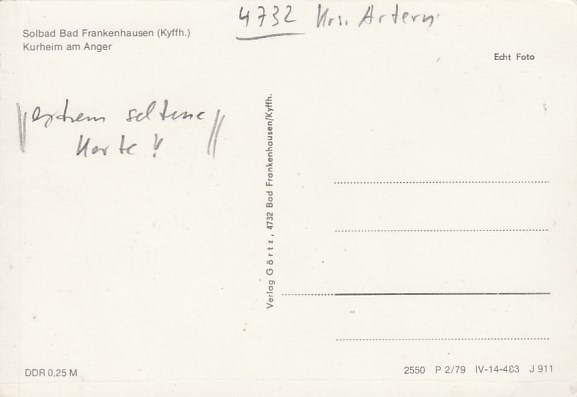 4732 Krs. Artern
Solbad Bad Frankenhausen (Kyffh.)
Kurheim am Anger
Echt Foto
extrem seltene
Karte!
Verlag Görtz, 4732 Bad Frankenhausen/Kyffh.
DDR 0,25 M
2550 P 2/79 IV-14-483 J 911